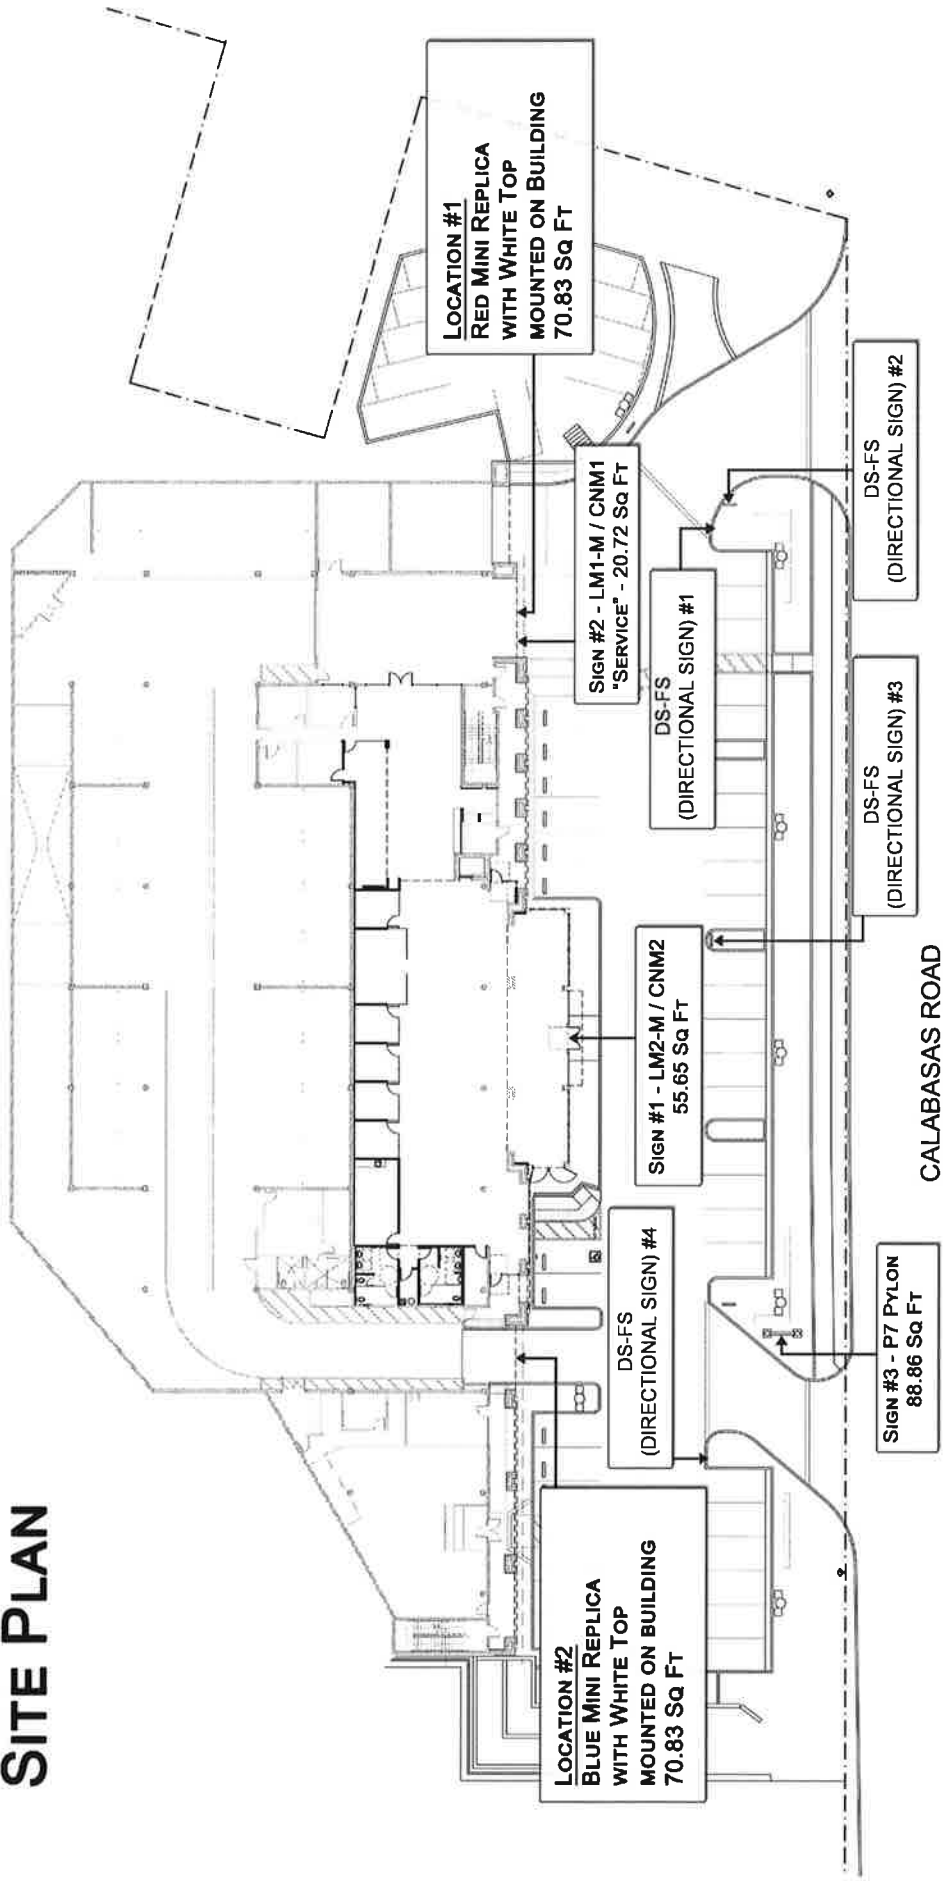 SITE PLAN
LOCATION #2
BLUE MINI REPLICA
WITH WHITE TOP
MOUNTED ON BUILDING
70.83 SQ FT
DS-FS
(DIRECTIONAL SIGN) #4
SIGN #3 - P7 PYLON
88.86 SQ FT
SIGN #1 - LM2-M / CNM2
55.65 SQ FT
CALABASAS ROAD
DS-FS
(DIRECTIONAL SIGN) #3
DS-FS
(DIRECTIONAL SIGN) #1
SIGN #2 - LM1-M / CNM1
"SERVICE" - 20.72 SQ FT
DS-FS
(DIRECTIONAL SIGN) #2
LOCATION #1
RED MINI REPLICA
WITH WHITE TOP
MOUNTED ON BUILDING
70.83 SQ FT